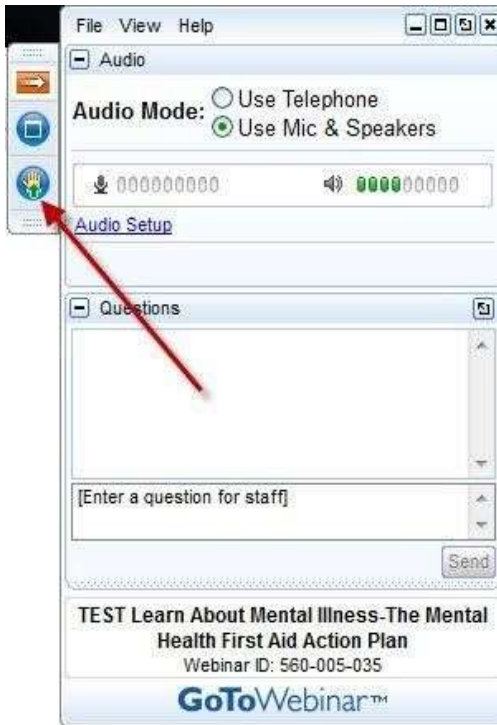 File View Help
Audio
Audio Mode: Use Telephone
Use Mic & Speakers
Audio Setup
Questions
[Enter a question for staff]
Send
TEST Learn About Mental Illness-The Mental
Health First Aid Action Plan
Webinar ID: 560-005-035
GoToWebinar™